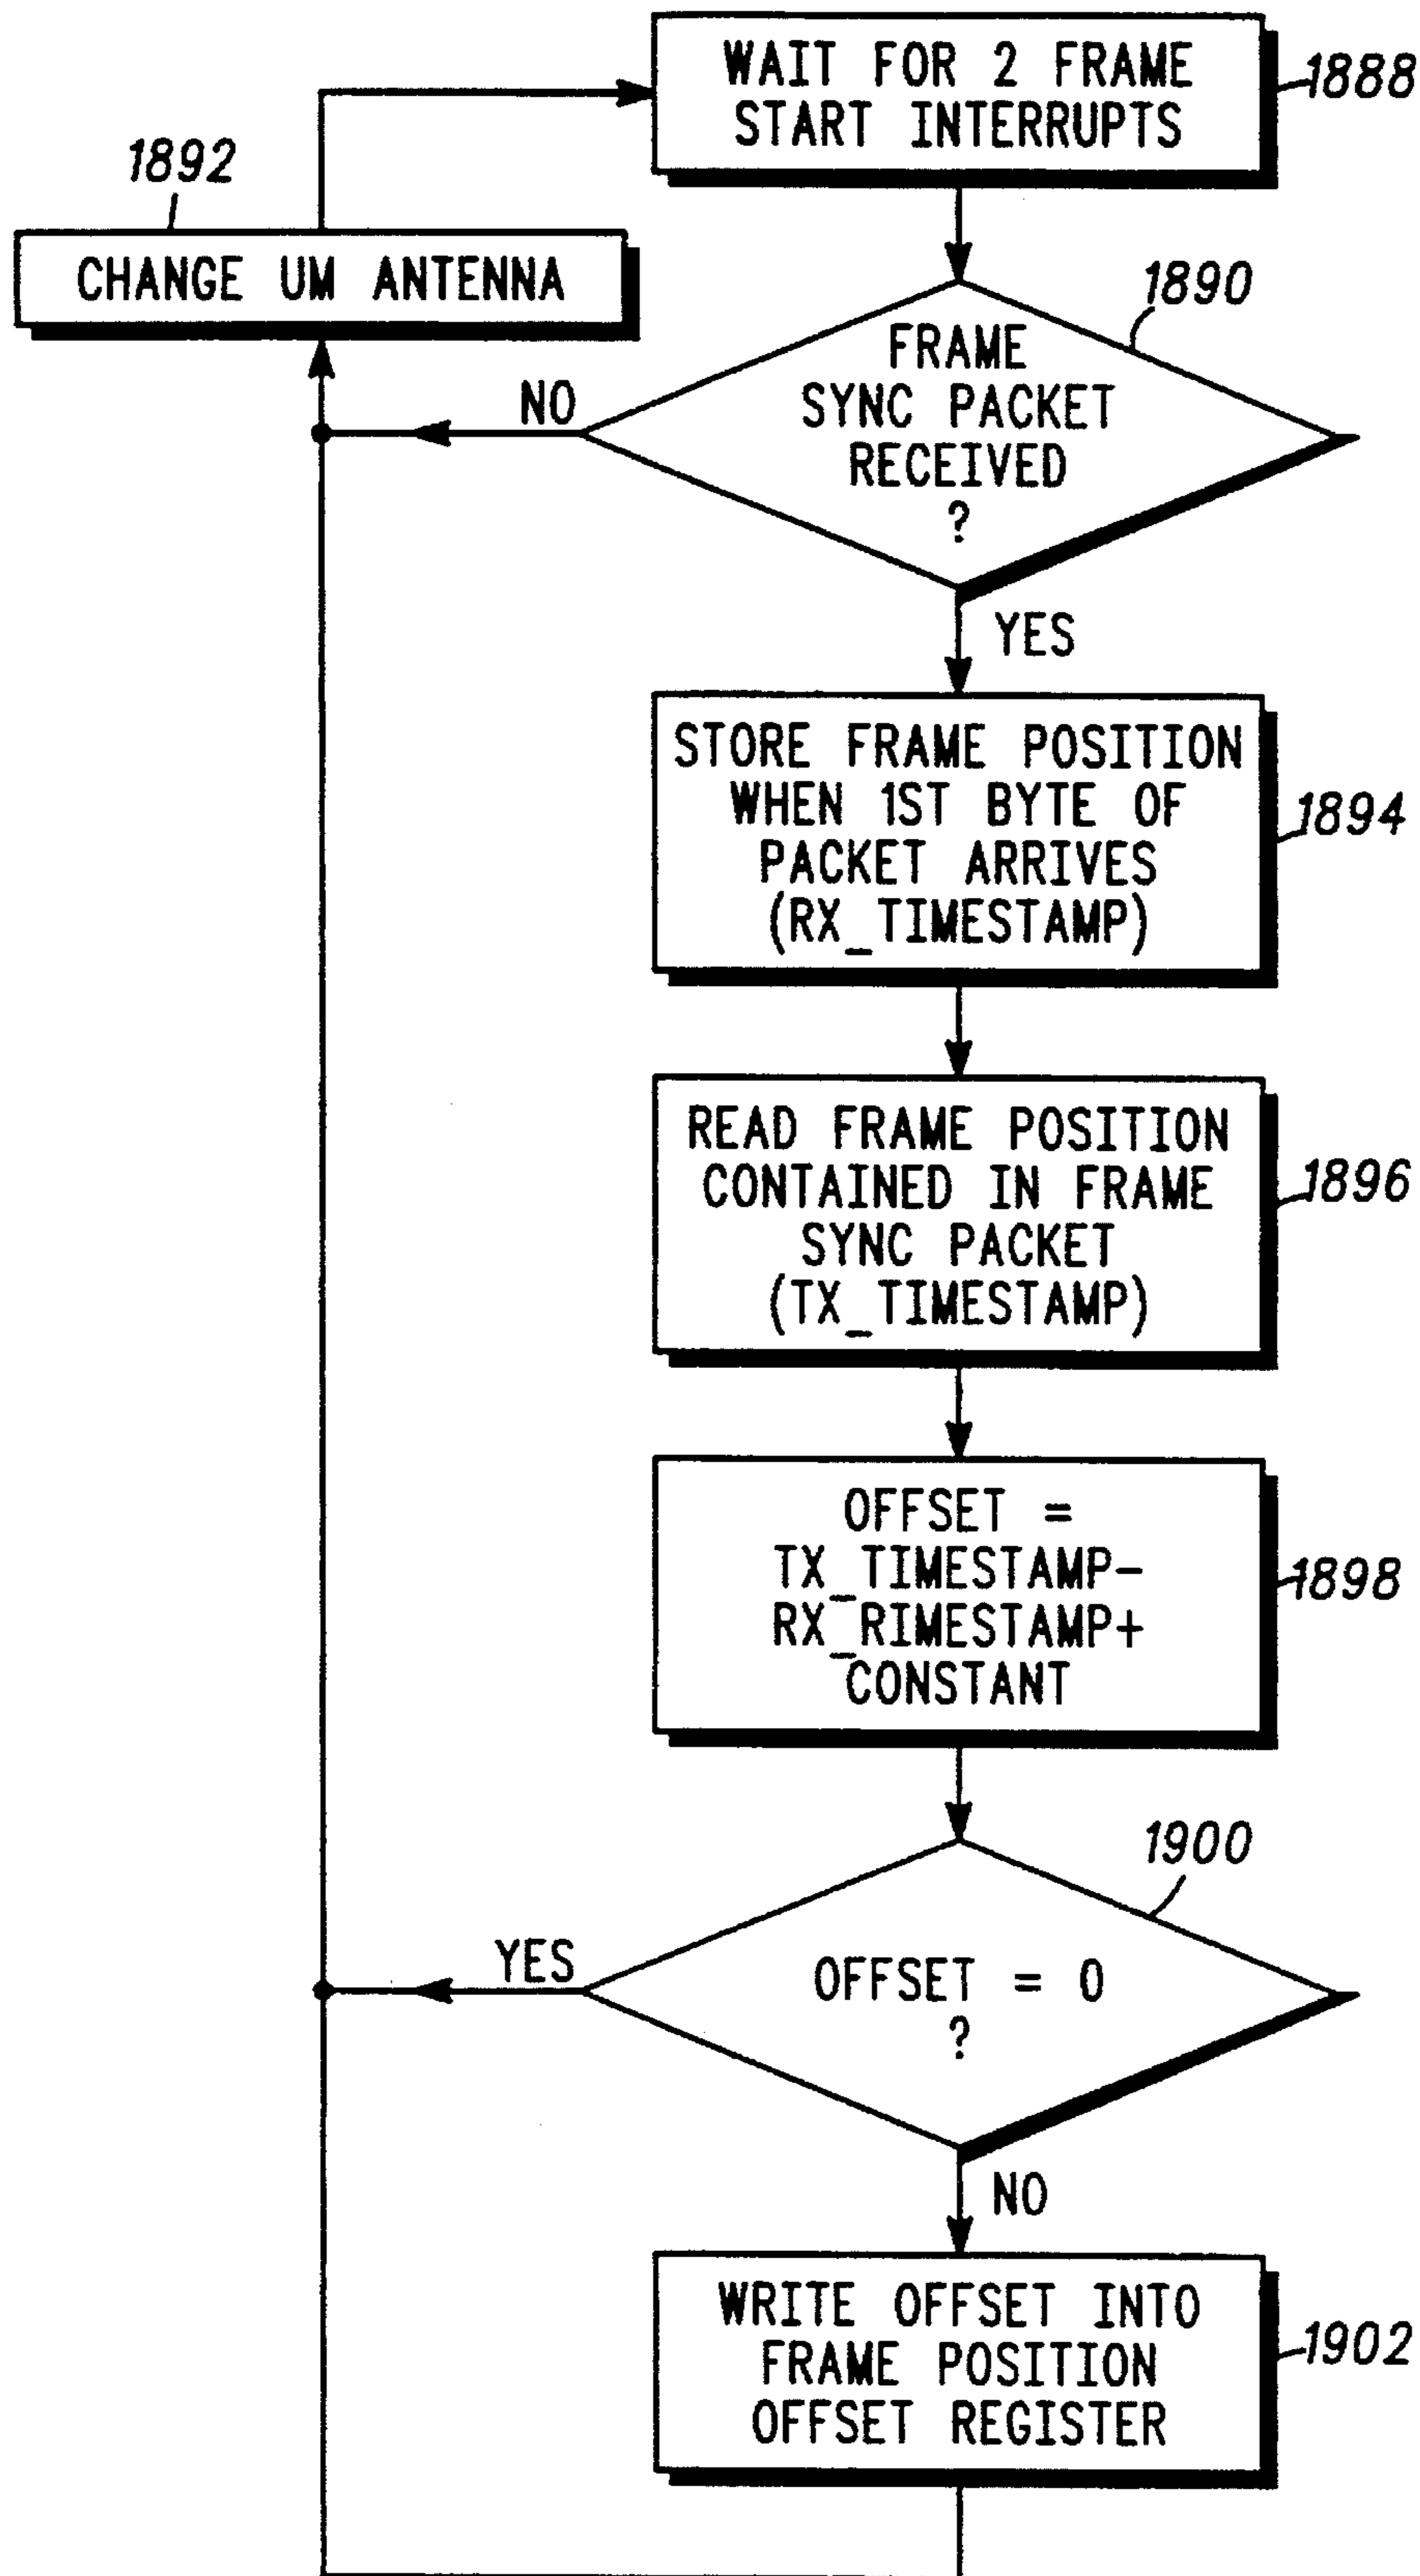 WAIT FOR 2 FRAME
START INTERRUPTS
1888
1892
CHANGE UM ANTENNA
1890
FRAME
SYNC PACKET
RECEIVED
?
NO
YES
STORE FRAME POSITION
WHEN 1ST BYTE OF
PACKET ARRIVES
(RX_TIMESTAMP)
1894
READ FRAME POSITION
CONTAINED IN FRAME
SYNC PACKET
(TX_TIMESTAMP)
1896
OFFSET =
TX_TIMESTAMP-
RX_RIMESTAMP+
CONSTANT
1898
1900
OFFSET = 0
?
YES
NO
WRITE OFFSET INTO
FRAME POSITION
OFFSET REGISTER
1902